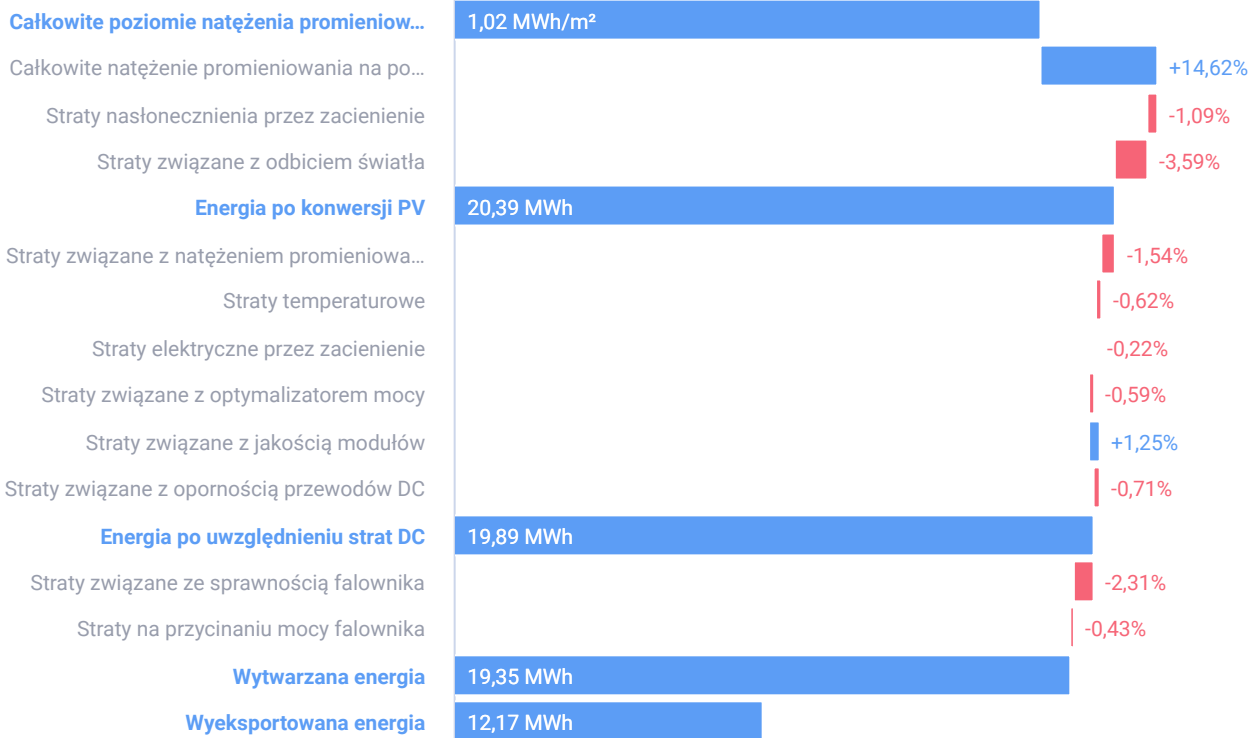 Całkowite poziomie natężenia promieniow… 1,02 MWh/m²
Całkowite natężenie promieniowania na po… +14,62%
Straty nasłonecznienia przez zacienienie -1,09%
Straty związane z odbiciem światła -3,59%
Energia po konwersji PV 20,39 MWh
Straty związane z natężeniem promieniowa… -1,54%
Straty temperaturowe -0,62%
Straty elektryczne przez zacienienie -0,22%
Straty związane z optymalizatorem mocy -0,59%
Straty związane z jakością modułów +1,25%
Straty związane z opornością przewodów DC -0,71%
Energia po uwzględnieniu strat DC 19,89 MWh
Straty związane ze sprawnością falownika -2,31%
Straty na przycinaniu mocy falownika -0,43%
Wytwarzana energia 19,35 MWh
Wyeksportowana energia 12,17 MWh